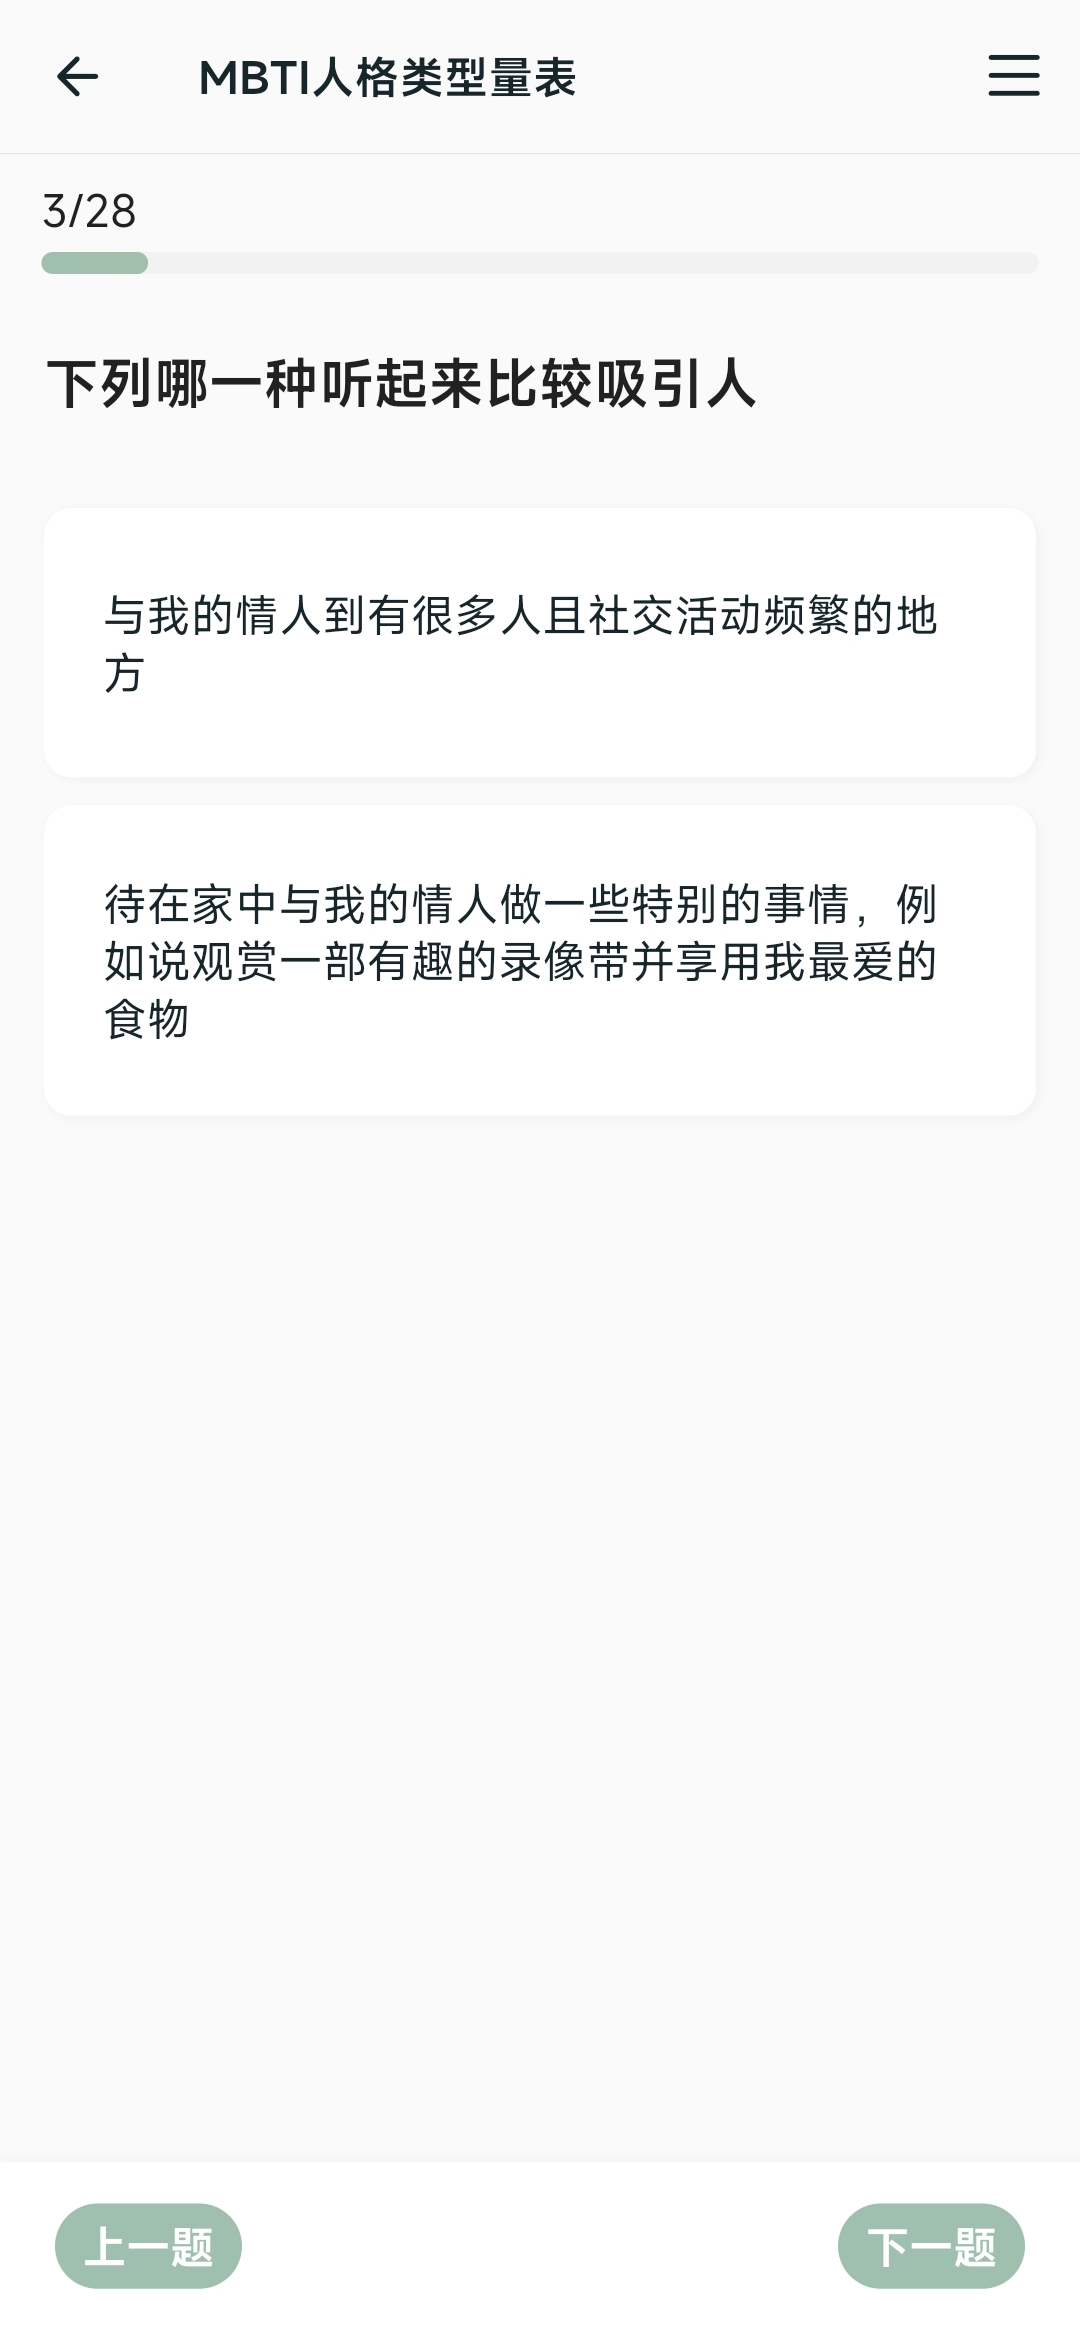 MBTI人格类型量表
3/28
下列哪一种听起来比较吸引人
与我的情人到有很多人且社交活动频繁的地
方
待在家中与我的情人做一些特别的事情，例
如说观赏一部有趣的录像带并享用我最爱的
食物
上一题
下一题